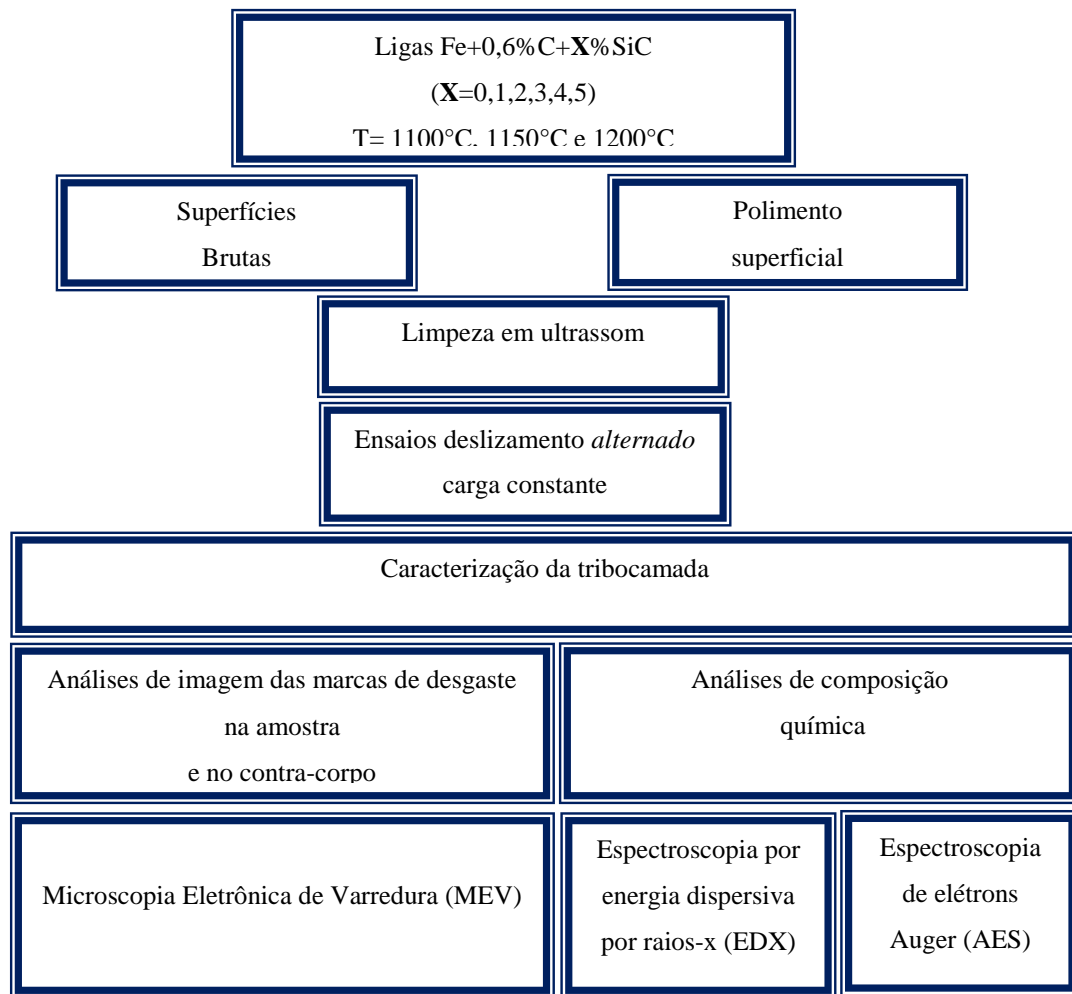 Ligas Fe+0,6%C+X%SiC
(X=0,1,2,3,4,5)
T= 1100°C, 1150°C e 1200°C
Superfícies
Brutas
Polimento
superficial
Limpeza em ultrassom
Ensaios deslizamento alternado
carga constante
Caracterização da tribocamada
Análises de imagem das marcas de desgaste
na amostra
e no contra-corpo
Análises de composição
química
Microscopia Eletrônica de Varredura (MEV)
Espectroscopia por
energia dispersiva
por raios-x (EDX)
Espectroscopia
de elétrons
Auger (AES)